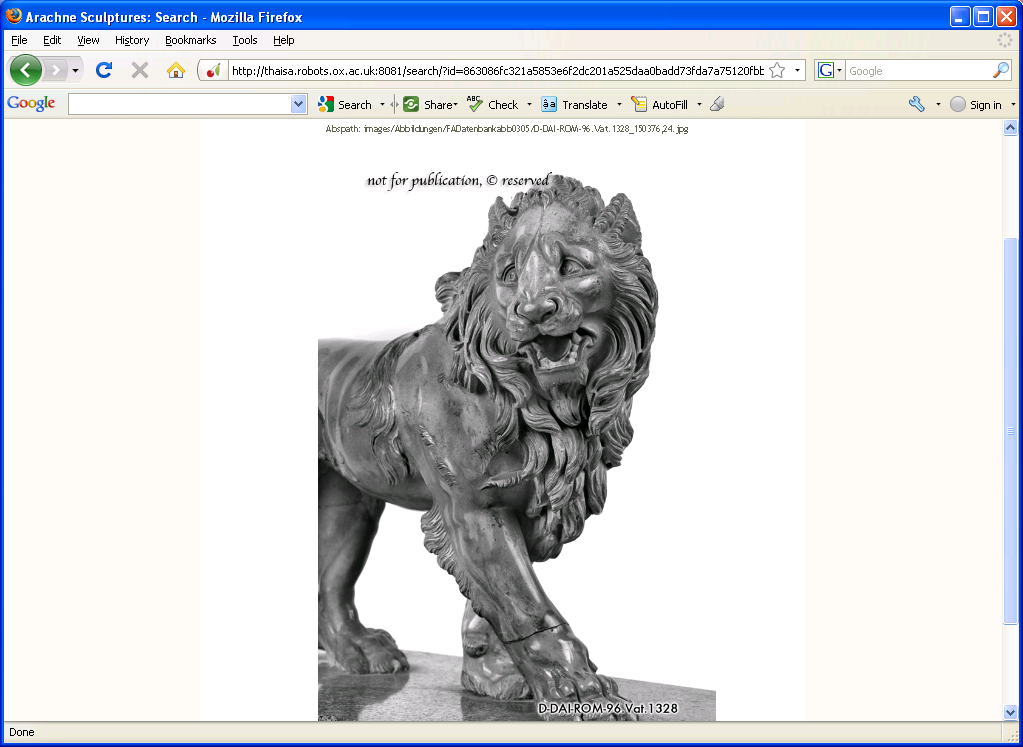 Arachne Sculptures: Search - Mozilla Firefox
File Edit View History Bookmarks Tools Help
http://thaisa.robots.ox.ac.uk:8081/search/?id=863086fc321a5853e6f2dc201a525daa0badd73fda7a75120fbb
G Google
Google Search Share ABC Check âa Translate AutoFill Sign in
Abspath: images/Abbildungen/FADatenbankabb0305/D-DAI-ROM-96.Vat.1328_150376,24.jpg
not for publication, © reserved
D-DAI-ROM-96.Vat.1328
Done